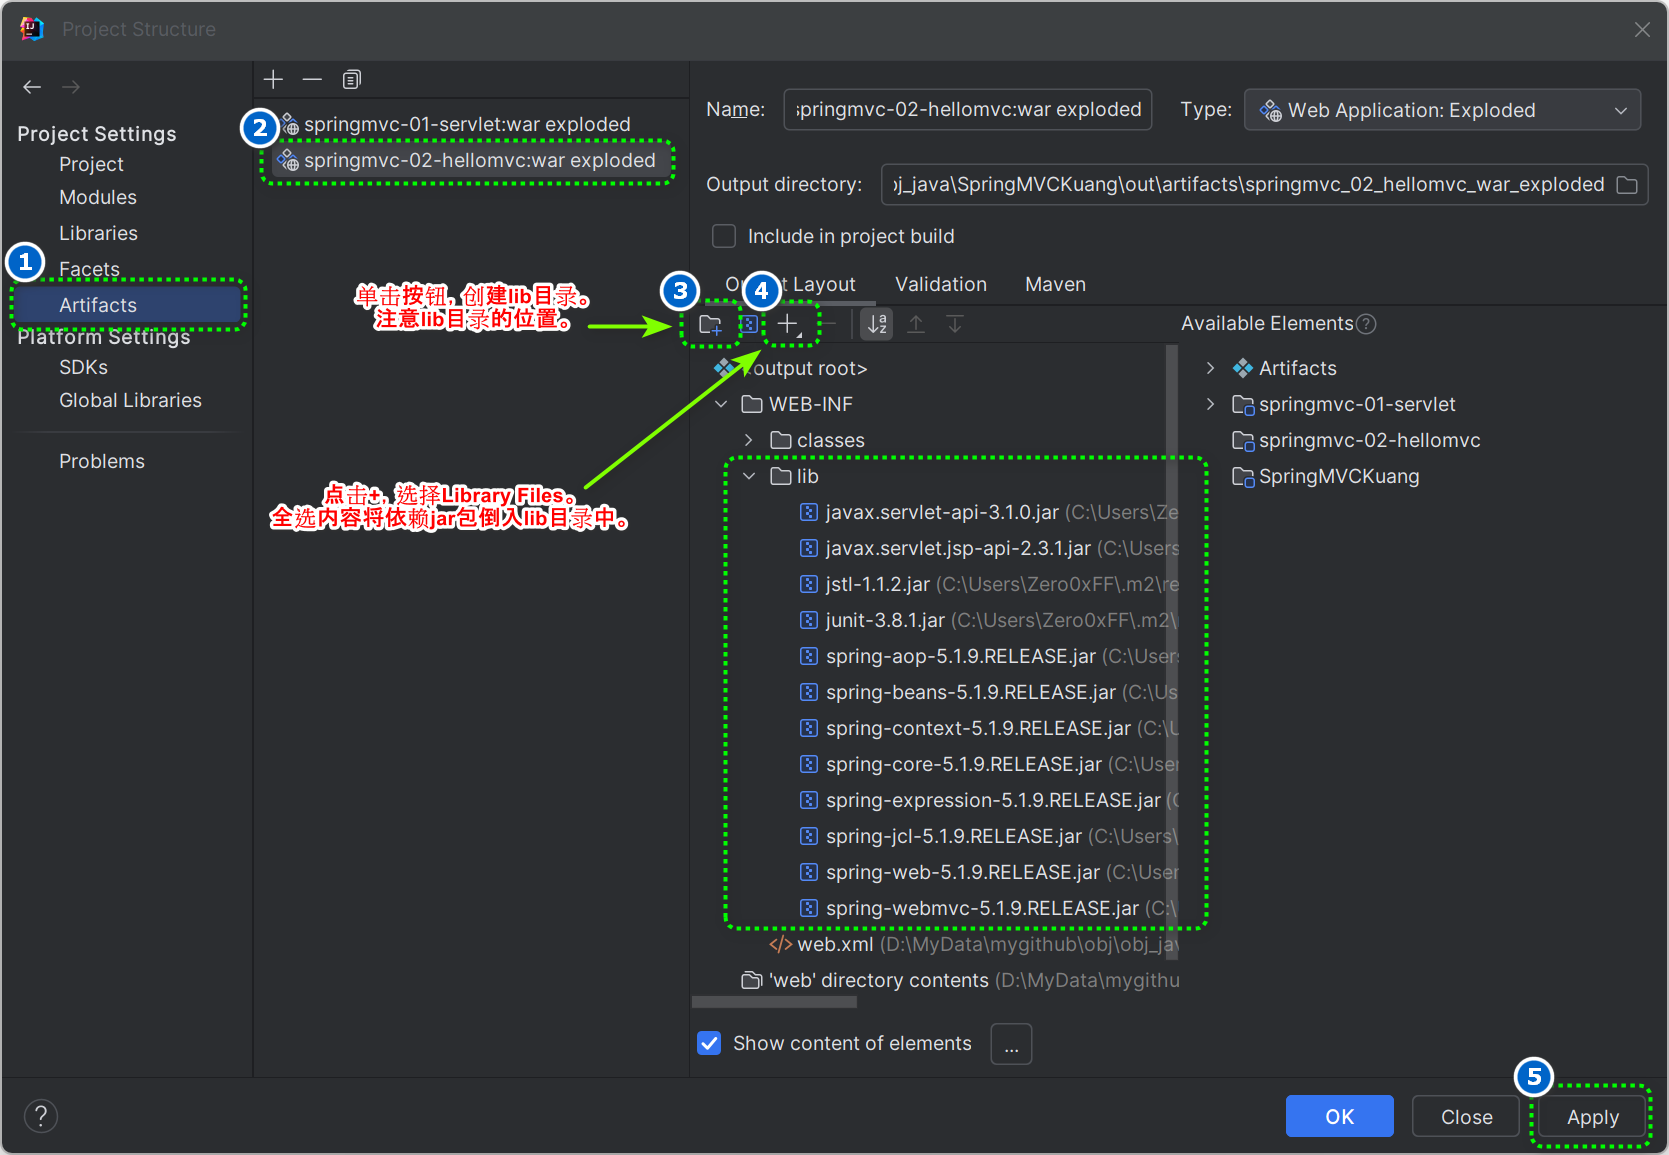 Project Structure
Project Settings
Project
Modules
Libraries
1
Facets
Artifacts
Platform Settings
SDKs
Global Libraries
Problems
2
springmvc-01-servlet:war exploded
springmvc-02-hellomvc:war exploded
单击按钮, 创建lib目录。
注意lib目录的位置。
点击+, 选择Library Files。
全选内容将依赖jar包倒入lib目录中。
Name: springmvc-02-hellomvc:war exploded
Type: Web Application: Exploded
Output directory: bj_java\SpringMVCKuang\out\artifacts\springmvc_02_hellomvc_war_exploded
Include in project build
3
4
Layout Validation Maven
Available Elements
<output root>
WEB-INF
classes
lib
javax.servlet-api-3.1.0.jar (C:\Users\Ze
javax.servlet.jsp-api-2.3.1.jar (C:\Users
jstl-1.1.2.jar (C:\Users\Zero0xFF\.m2\re
junit-3.8.1.jar (C:\Users\Zero0xFF\.m2\
spring-aop-5.1.9.RELEASE.jar (C:\User
spring-beans-5.1.9.RELEASE.jar (C:\Us
spring-context-5.1.9.RELEASE.jar (C:\U
spring-core-5.1.9.RELEASE.jar (C:\User
spring-expression-5.1.9.RELEASE.jar (C
spring-jcl-5.1.9.RELEASE.jar (C:\Users\
spring-web-5.1.9.RELEASE.jar (C:\User
spring-webmvc-5.1.9.RELEASE.jar (C:\
web.xml (D:\MyData\mygithub\obj\obj_jav
'web' directory contents (D:\MyData\mygithu
Artifacts
springmvc-01-servlet
springmvc-02-hellomvc
SpringMVCKuang
Show content of elements ...
5
?
OK Close Apply